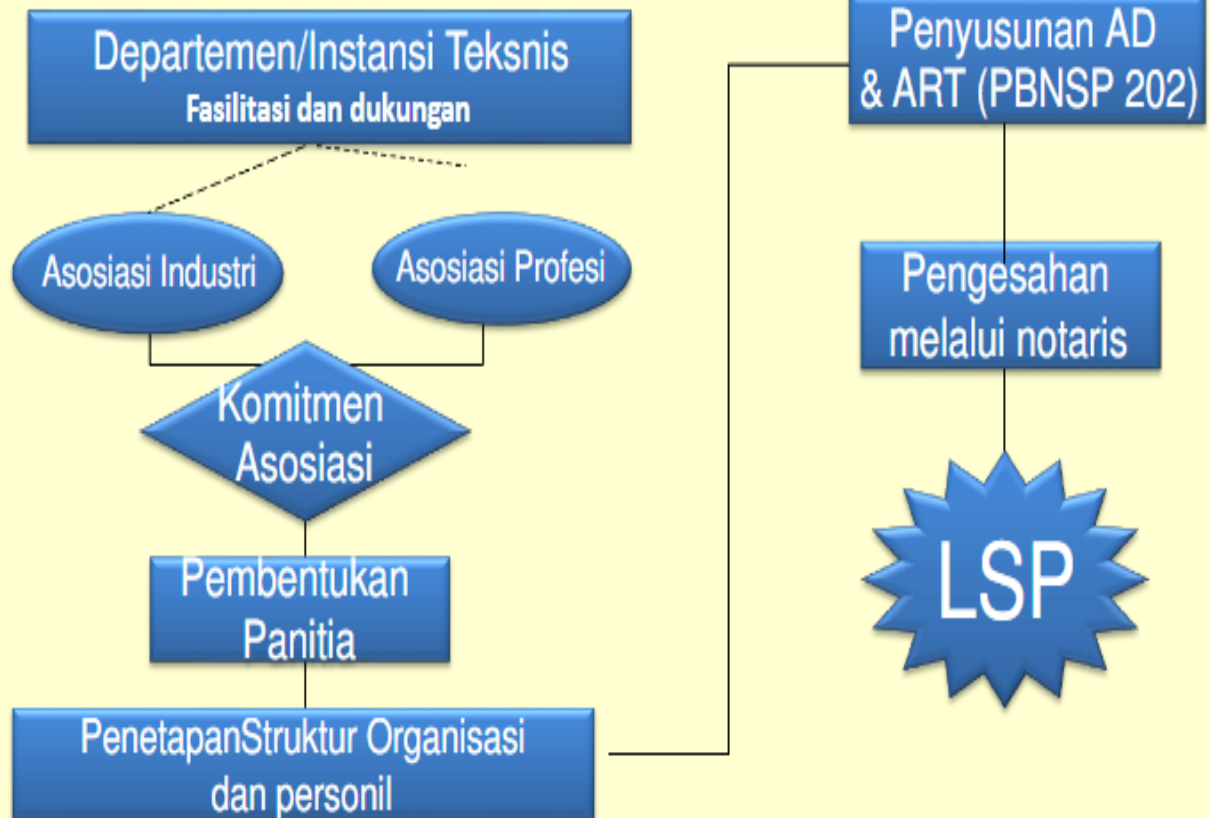 Departemen/Instansi Teksnis
Fasilitasi dan dukungan
Asosiasi Industri
Asosiasi Profesi
Komitmen
Asosiasi
Pembentukan
Panitia
PenetapanStruktur Organisasi
dan personil
Penyusunan AD
& ART (PBNSP 202)
Pengesahan
melalui notaris
LSP